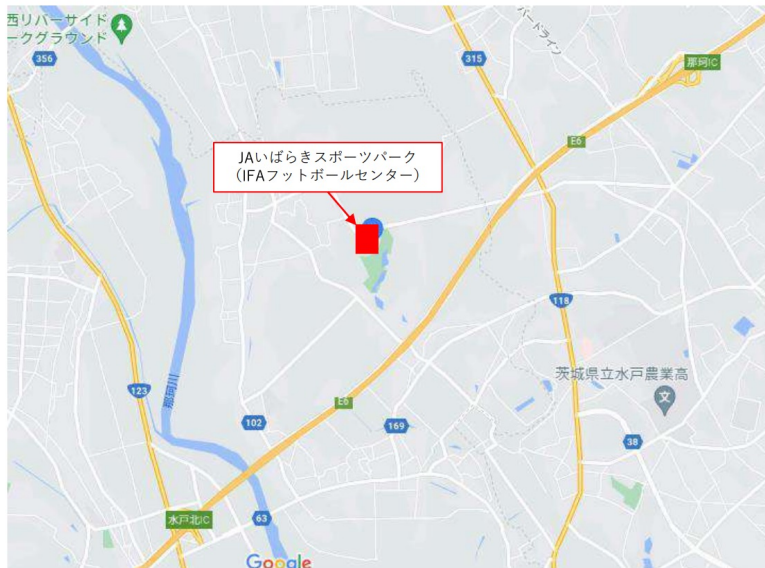 西リバーサイド
ークグラウンド
356
315
バードライン
那珂IC
E6
JAいばらきスポーツパーク
（IFAフットボールセンター）
118
茨城県立水戸農業高
文
123
那珂川
E6
102
169
38
水戸北IC
63
Google